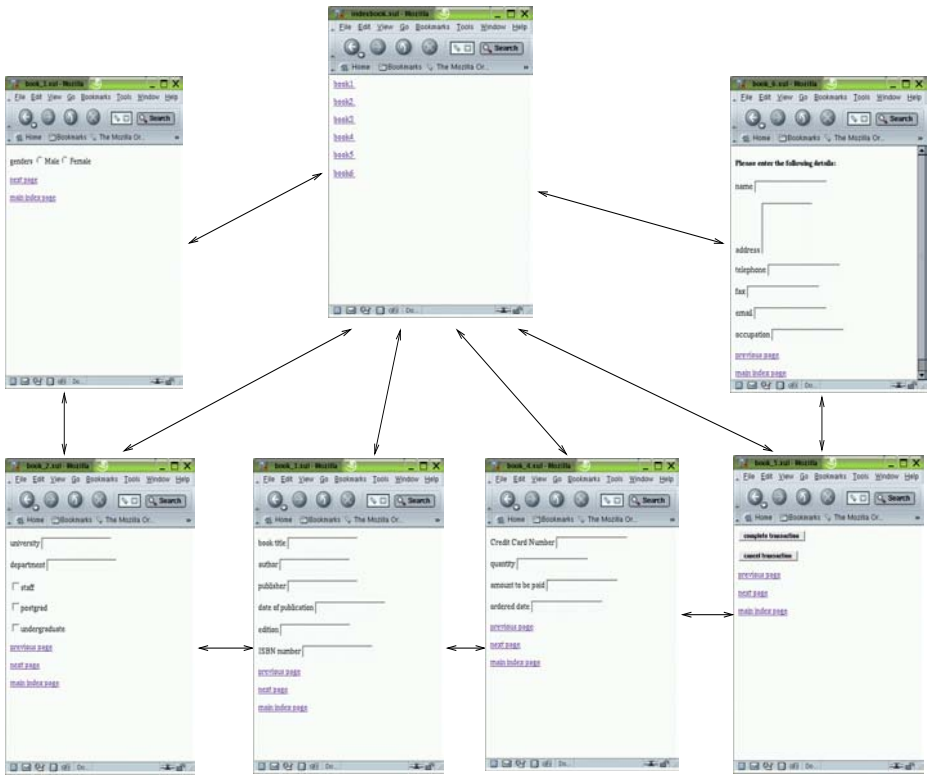 indexbook.xul - Mozilla
File Edit View Go Bookmarks Tools Window Help
Search
Home Bookmarks The Mozilla Or...
book1
book2
book3
book4
book5
book6
Do...
book_1.xul - Mozilla
File Edit View Go Bookmarks Tools Window Help
Search
Home Bookmarks The Mozilla Or...
genders Male Female
next page
main index page
Do...
book_6.xul - Mozilla
File Edit View Go Bookmarks Tools Window Help
Search
Home Bookmarks The Mozilla Or...
Please enter the following details:
name
address
telephone
fax
email
occupation
previous page
main index page
Do...
book_2.xul - Mozilla
File Edit View Go Bookmarks Tools Window Help
Search
Home Bookmarks The Mozilla Or...
university
department
staff
postgrad
undergraduate
previous page
next page
main index page
Do...
book_3.xul - Mozilla
File Edit View Go Bookmarks Tools Window Help
Search
Home Bookmarks The Mozilla Or...
book title
author
publisher
date of publication
edition
ISBN number
previous page
next page
main index page
Do...
book_4.xul - Mozilla
File Edit View Go Bookmarks Tools Window Help
Search
Home Bookmarks The Mozilla Or...
Credit Card Number
quantity
amount to be paid
ordered date
previous page
next page
main index page
Do...
book_5.xul - Mozilla
File Edit View Go Bookmarks Tools Window Help
Search
Home Bookmarks The Mozilla Or...
complete transaction
cancel transaction
previous page
next page
main index page
Do...